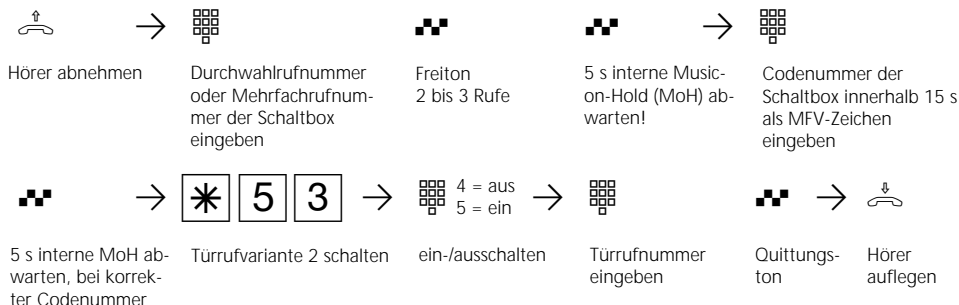 Hörer abnehmen
Durchwahlrufnummer
oder Mehrfachrufnum-
mer der Schaltbox
eingeben
Freiton
2 bis 3 Rufe
5 s interne Music-
on-Hold (MoH) ab-
warten!
Codenummer der
Schaltbox innerhalb 15 s
als MFV-Zeichen
eingeben
* 5 3
4 = aus
5 = ein
5 s interne MoH ab-
warten, bei korrek-
ter Codenummer
Türrufvariante 2 schalten
ein-/ausschalten
Türrufnummer
eingeben
Quittungs-
ton
Hörer
auflegen